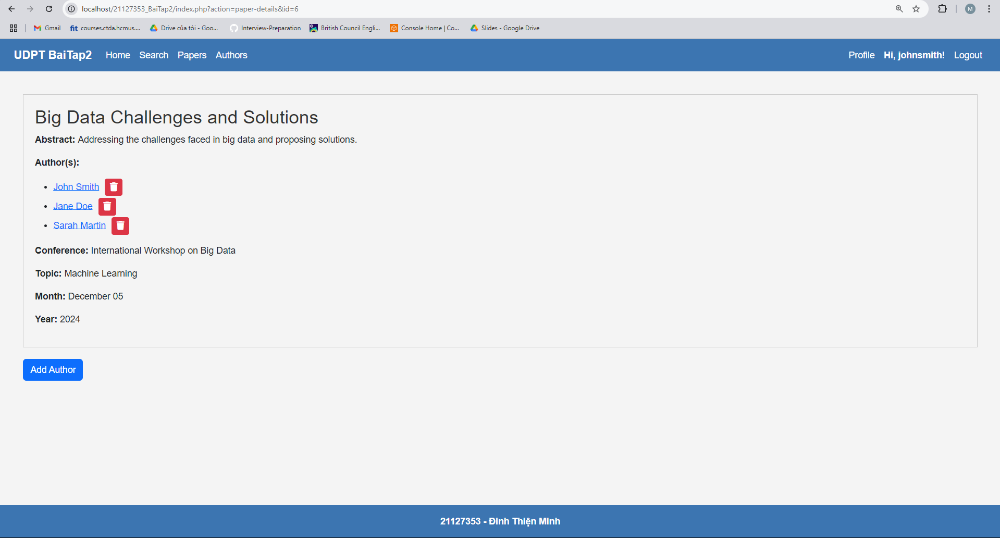 localhost/21127353_BaiTap2/index.php?action=paper-details&id=6
M
Gmail
fit courses.ctda.hcmus....
Drive của tôi - Goo...
Interview-Preparation
British Council Engli...
Console Home | Co...
Slides - Google Drive
UDPT BaiTap2 Home Search Papers Authors Profile Hi, johnsmith! Logout
Big Data Challenges and Solutions
Abstract: Addressing the challenges faced in big data and proposing solutions.
Author(s):
• John Smith
• Jane Doe
• Sarah Martin
Conference: International Workshop on Big Data
Topic: Machine Learning
Month: December 05
Year: 2024
Add Author
21127353 - Đinh Thiện Minh